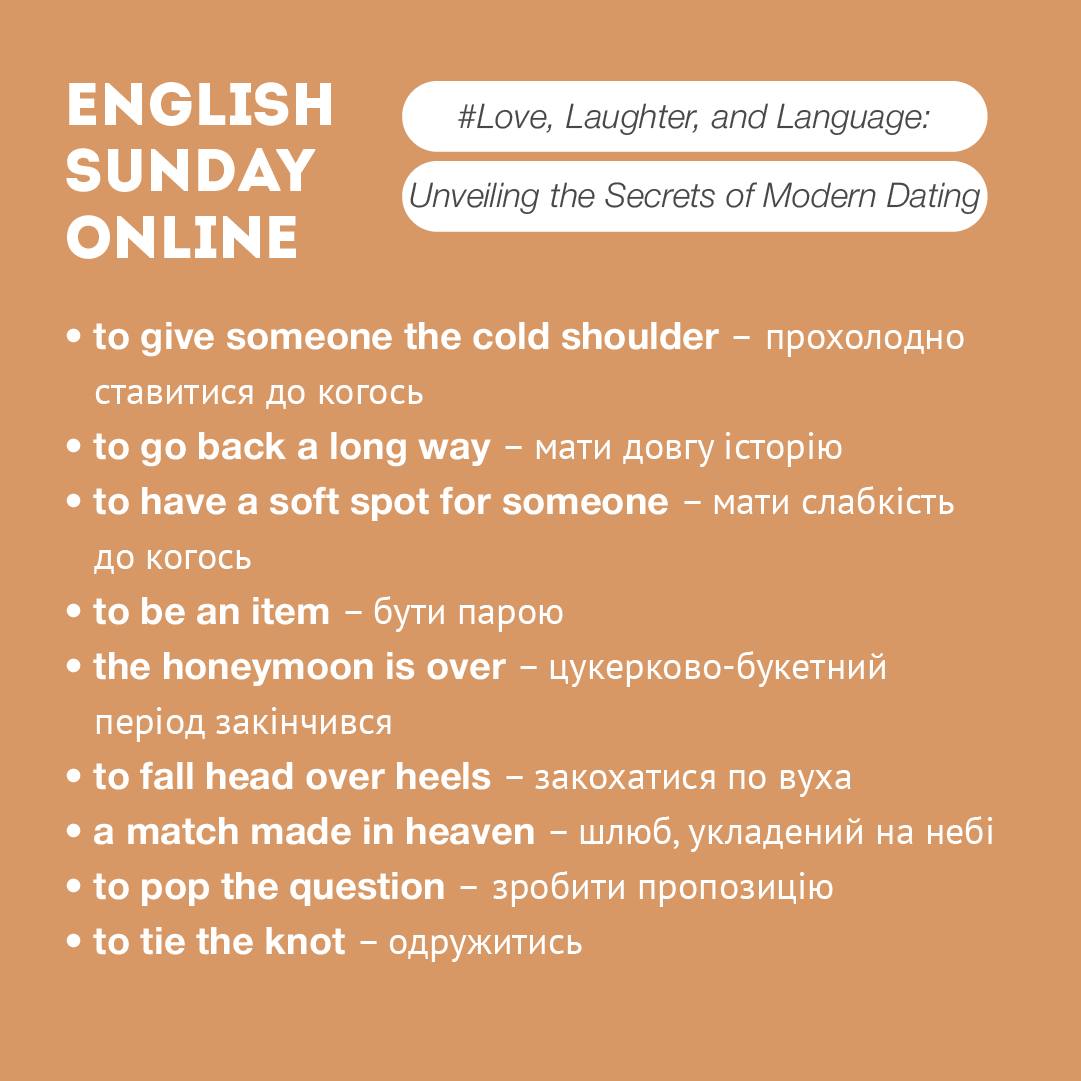 ENGLISH
SUNDAY
ONLINE
#Love, Laughter, and Language:
Unveiling the Secrets of Modern Dating
• to give someone the cold shoulder – прохолодно
ставитися до когось
• to go back a long way – мати довгу історію
• to have a soft spot for someone – мати слабкість
до когось
• to be an item – бути парою
• the honeymoon is over – цукерково-букетний
період закінчився
• to fall head over heels – закохатися по вуха
• a match made in heaven – шлюб, укладений на небі
• to pop the question – зробити пропозицію
• to tie the knot – одружитись